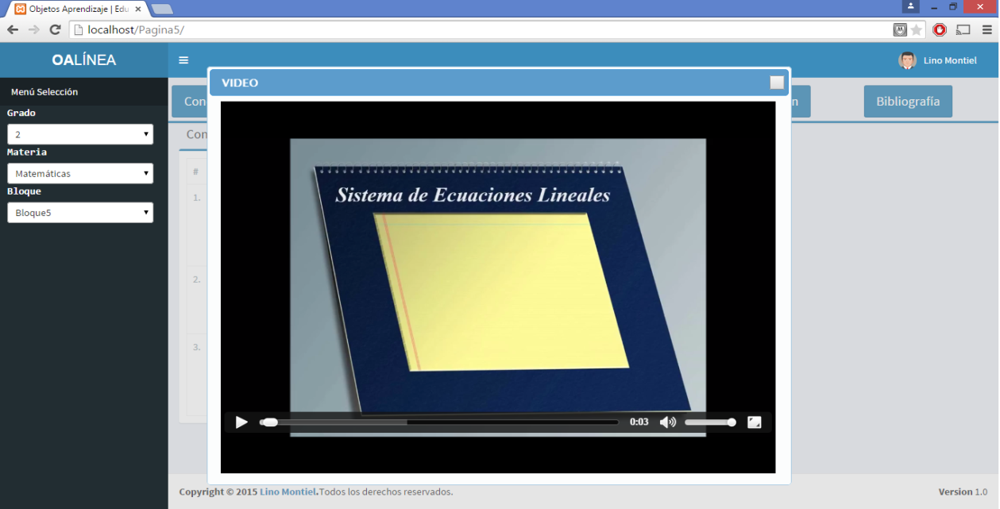 Objetos Aprendizaje | Edu
localhost/Pagina5/
OALÍNEA
Lino Montiel
Menú Selección
Grado
2
Materia
Matemáticas
Bloque
Bloque5
VIDEO
Con
n
Bibliografía
Con
#
1.
2.
3.
Sistema de Ecuaciones Lineales
0:03
Copyright © 2015 Lino Montiel.Todos los derechos reservados.
Version 1.0